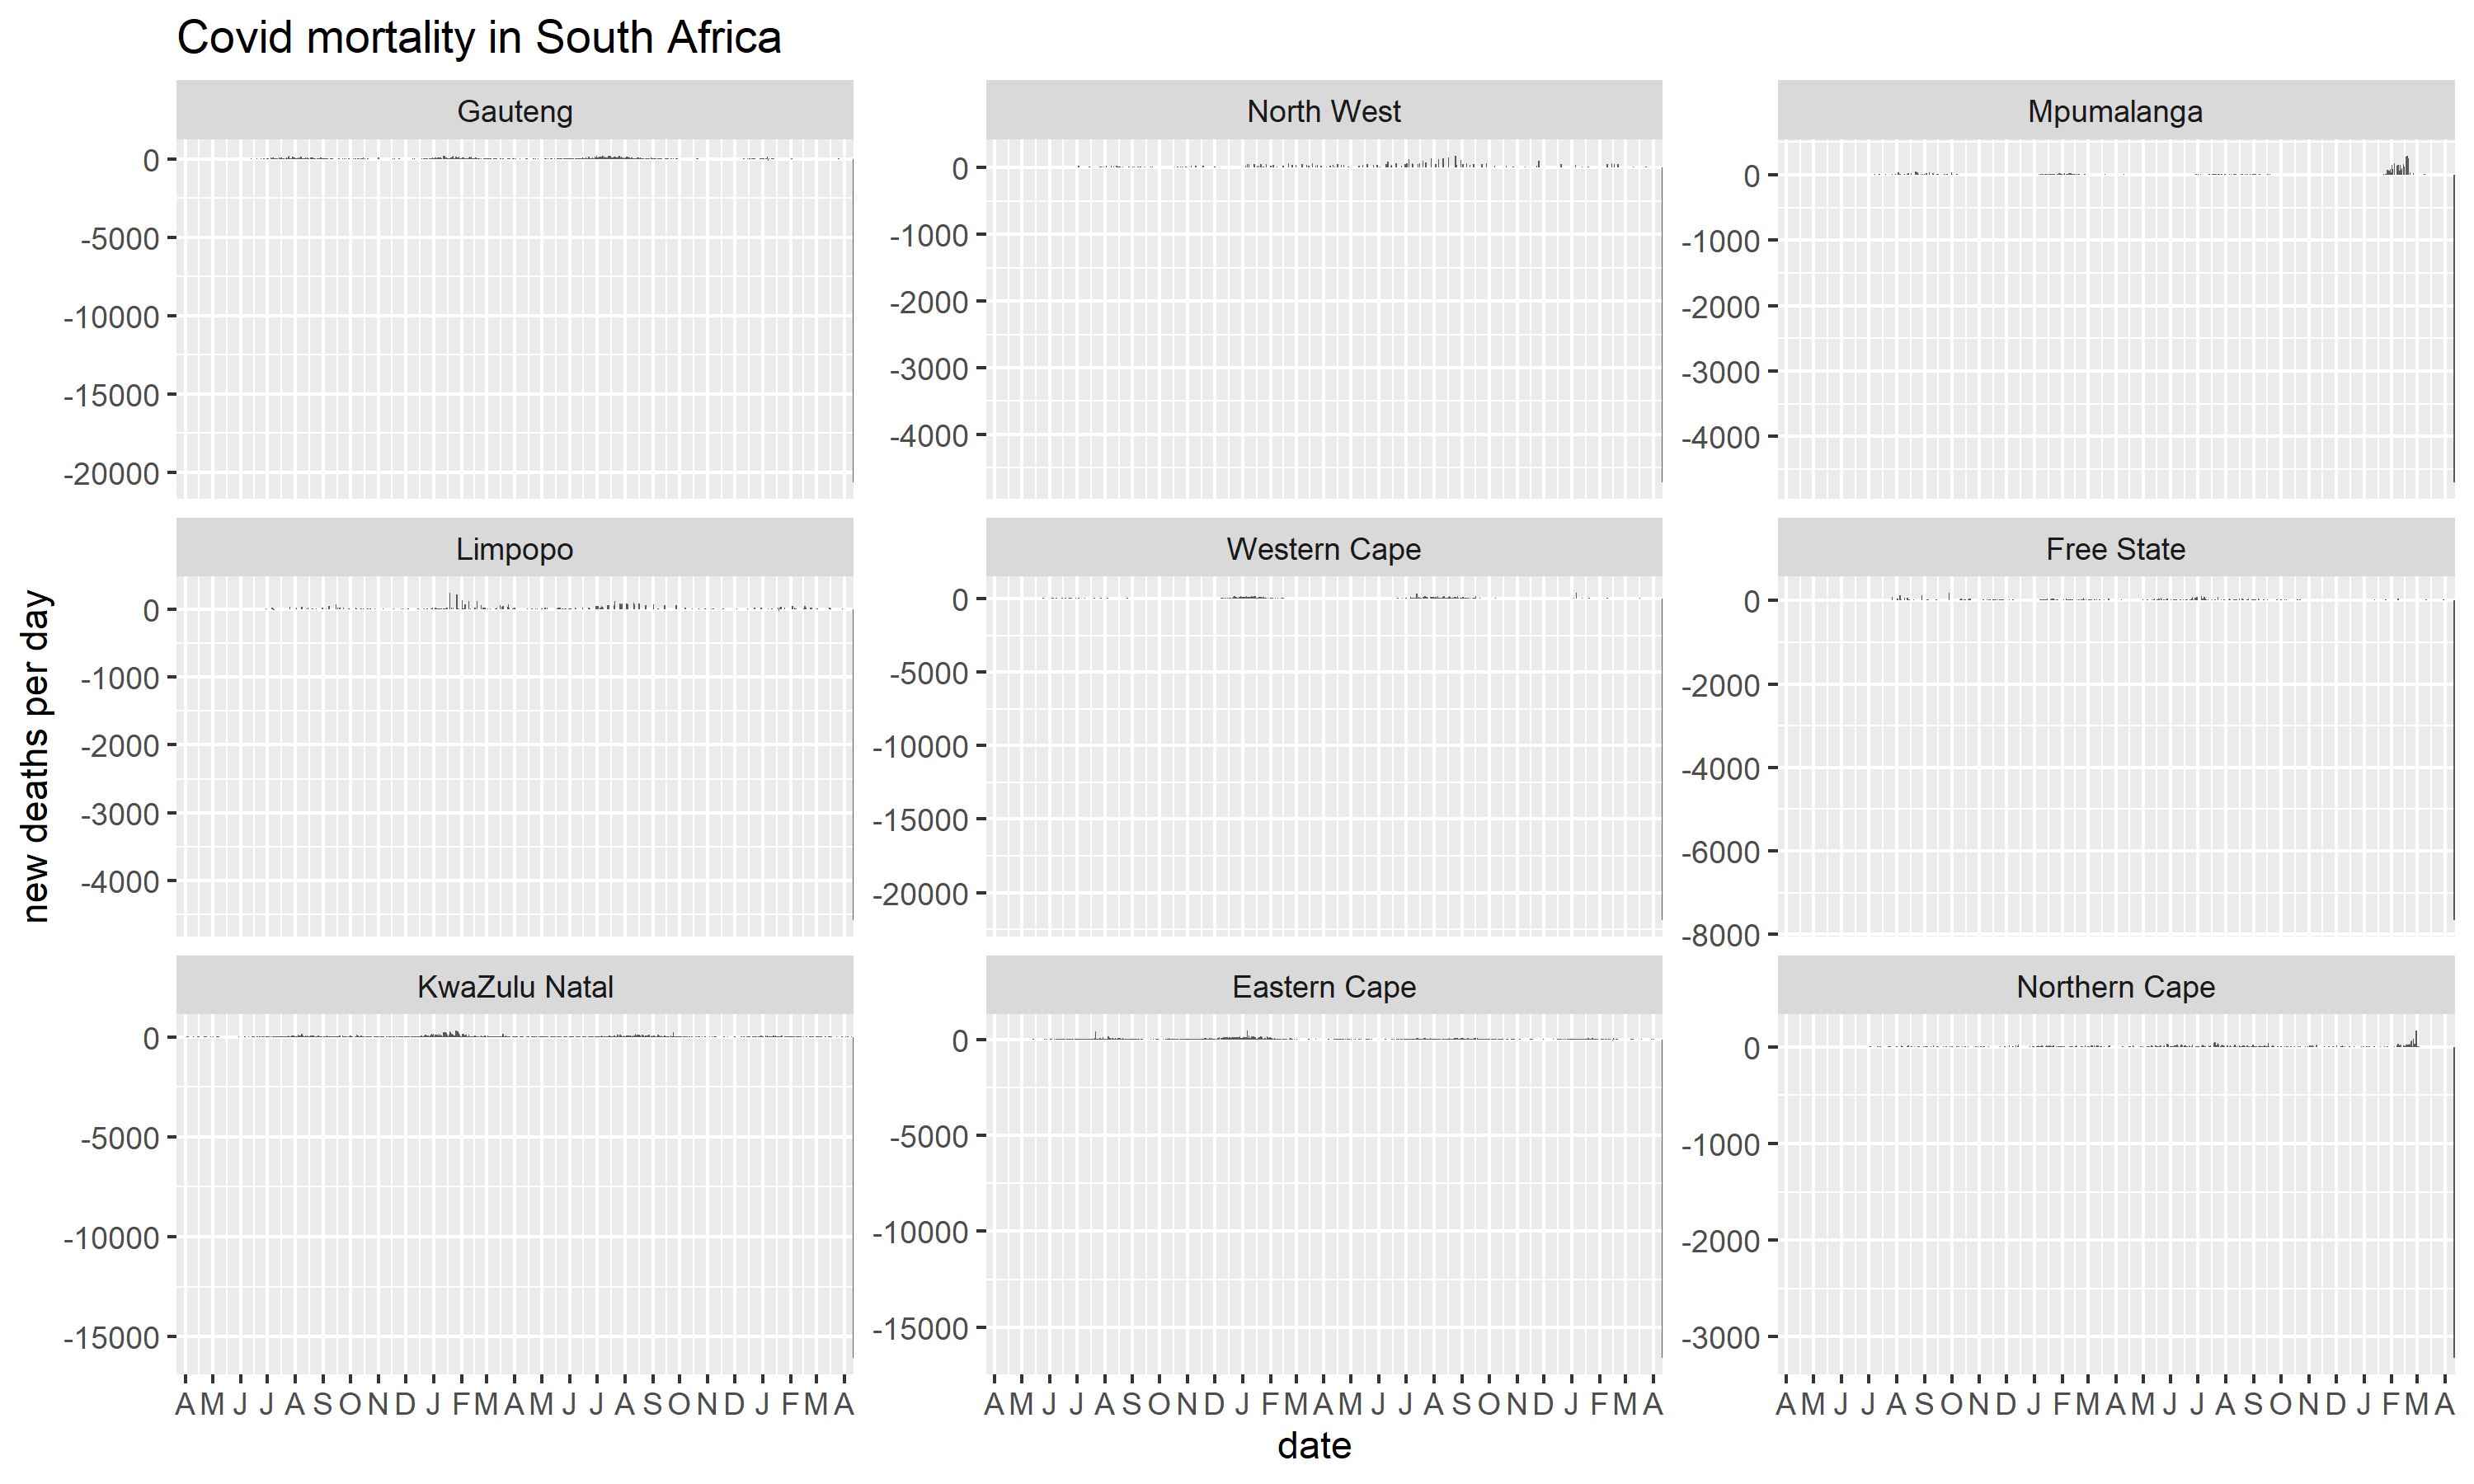 Covid mortality in South Africa
Gauteng
North West
Mpumalanga
0
-5000
-10000
-15000
-20000
0
-1000
-2000
-3000
-4000
0
-1000
-2000
-3000
-4000
Limpopo
Western Cape
Free State
0
-1000
-2000
-3000
-4000
0
-5000
-10000
-15000
-20000
0
-2000
-4000
-6000
-8000
KwaZulu Natal
Eastern Cape
Northern Cape
0
-5000
-10000
-15000
0
-5000
-10000
-15000
0
-1000
-2000
-3000
A M J J A S O N D J F M A M J J A S O N D J F M A
A M J J A S O N D J F M A M J J A S O N D J F M A
A M J J A S O N D J F M A M J J A S O N D J F M A
new deaths per day
date